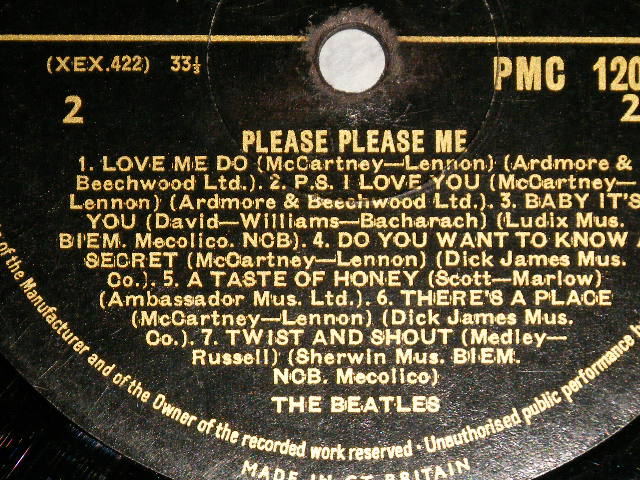 (XEX.422) 33⅓
PMC 120
2
2
PLEASE PLEASE ME
1. LOVE ME DO (McCartney—Lennon) (Ardmore &
Beechwood Ltd.). 2. P.S. I LOVE YOU (McCartney—
Lennon) (Ardmore & Beechwood Ltd.). 3. BABY IT'S
YOU (David—Williams—Bacharach) (Ludix Mus.
BIEM. Mecolico. NCB). 4. DO YOU WANT TO KNOW A
SECRET (McCartney—Lennon) (Dick James Mus.
Co.). 5. A TASTE OF HONEY (Scott—Marlow)
(Ambassador Mus. Ltd.). 6. THERE'S A PLACE
(McCartney—Lennon) (Dick James Mus.
Co.). 7. TWIST AND SHOUT (Medley—
Russell) (Sherwin Mus. BIEM.
NCB. Mecolico)
THE BEATLES
of the Manufacturer and of the Owner of the recorded work reserved · Unauthorised public performance
MADE IN GT BRITAIN